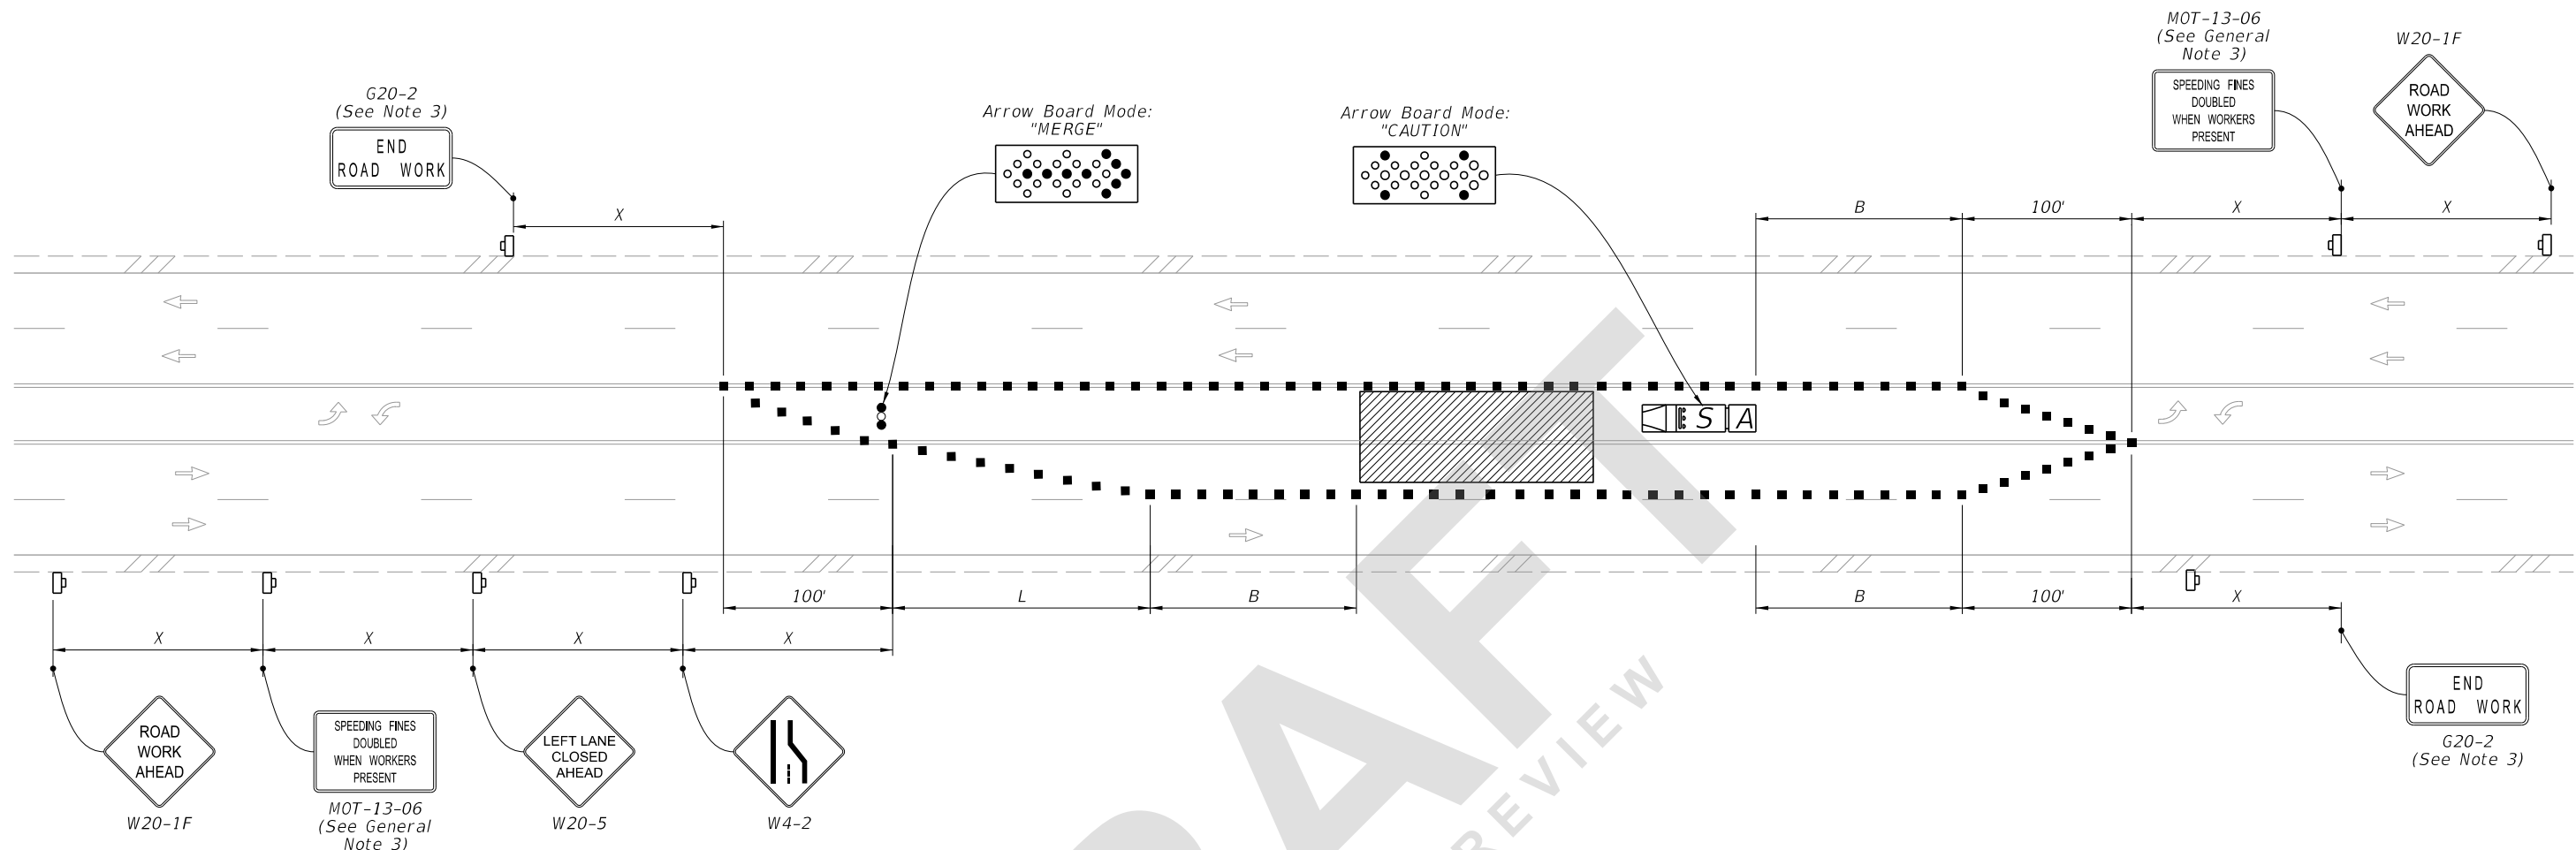 MOT-13-06
(See General
Note 3)
SPEEDING FINES
DOUBLED
WHEN WORKERS
PRESENT
W20-1F
ROAD
WORK
AHEAD
G20-2
(See Note 3)
END
ROAD WORK
Arrow Board Mode:
"MERGE"
Arrow Board Mode:
"CAUTION"
X
B
100'
X
X
S
A
100'
L
B
B
100'
X
X
X
X
X
ROAD
WORK
AHEAD
W20-1F
SPEEDING FINES
DOUBLED
WHEN WORKERS
PRESENT
MOT-13-06
(See General
Note 3)
LEFT LANE
CLOSED
AHEAD
W20-5
W4-2
END
ROAD WORK
G20-2
(See Note 3)
RAFT
REVIEW